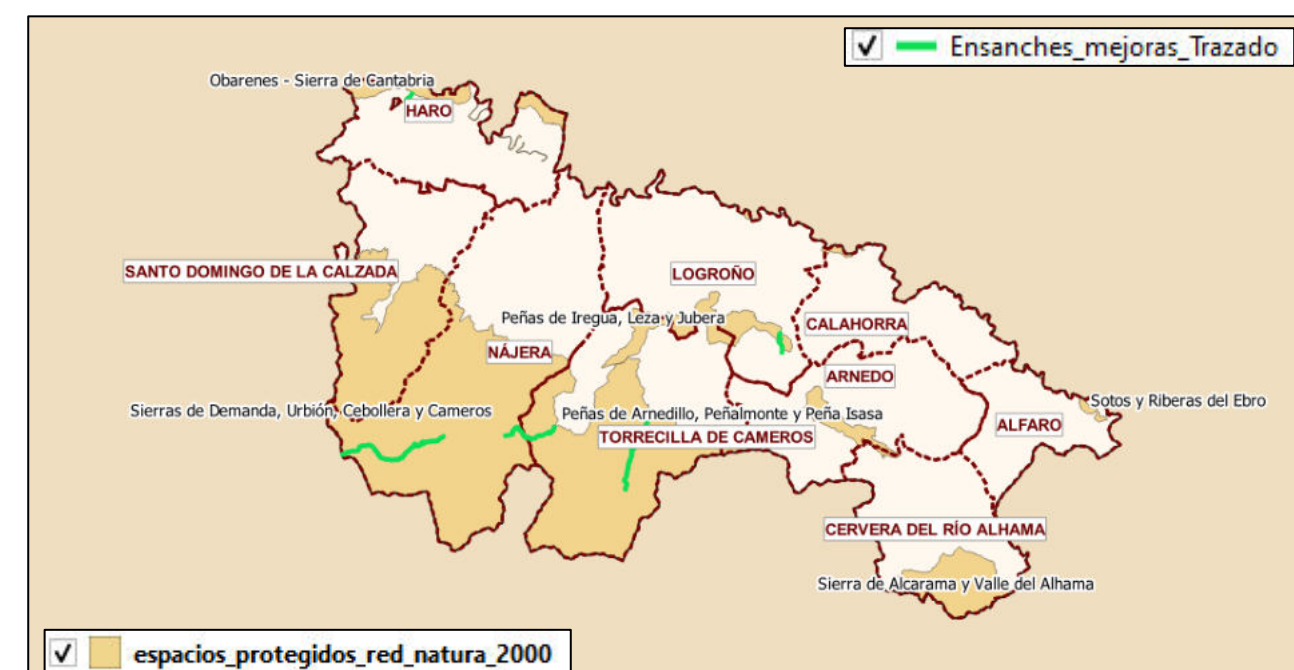 Ensanches_mejoras_Trazado
Obarenes - Sierra de Cantabria
HARO
SANTO DOMINGO DE LA CALZADA
LOGROÑO
Peñas de Iregua, Leza y Jubera
CALAHORRA
NÁJERA
ARNEDO
Sierras de Demanda, Urbión, Cebollera y Cameros
Peñas de Arnedillo, Peñalmonte y Peña Isasa
Sotos y Riberas del Ebro
ALFARO
TORRECILLA DE CAMEROS
CERVERA DEL RÍO ALHAMA
Sierra de Alcarama y Valle del Alhama
espacios_protegidos_red_natura_2000